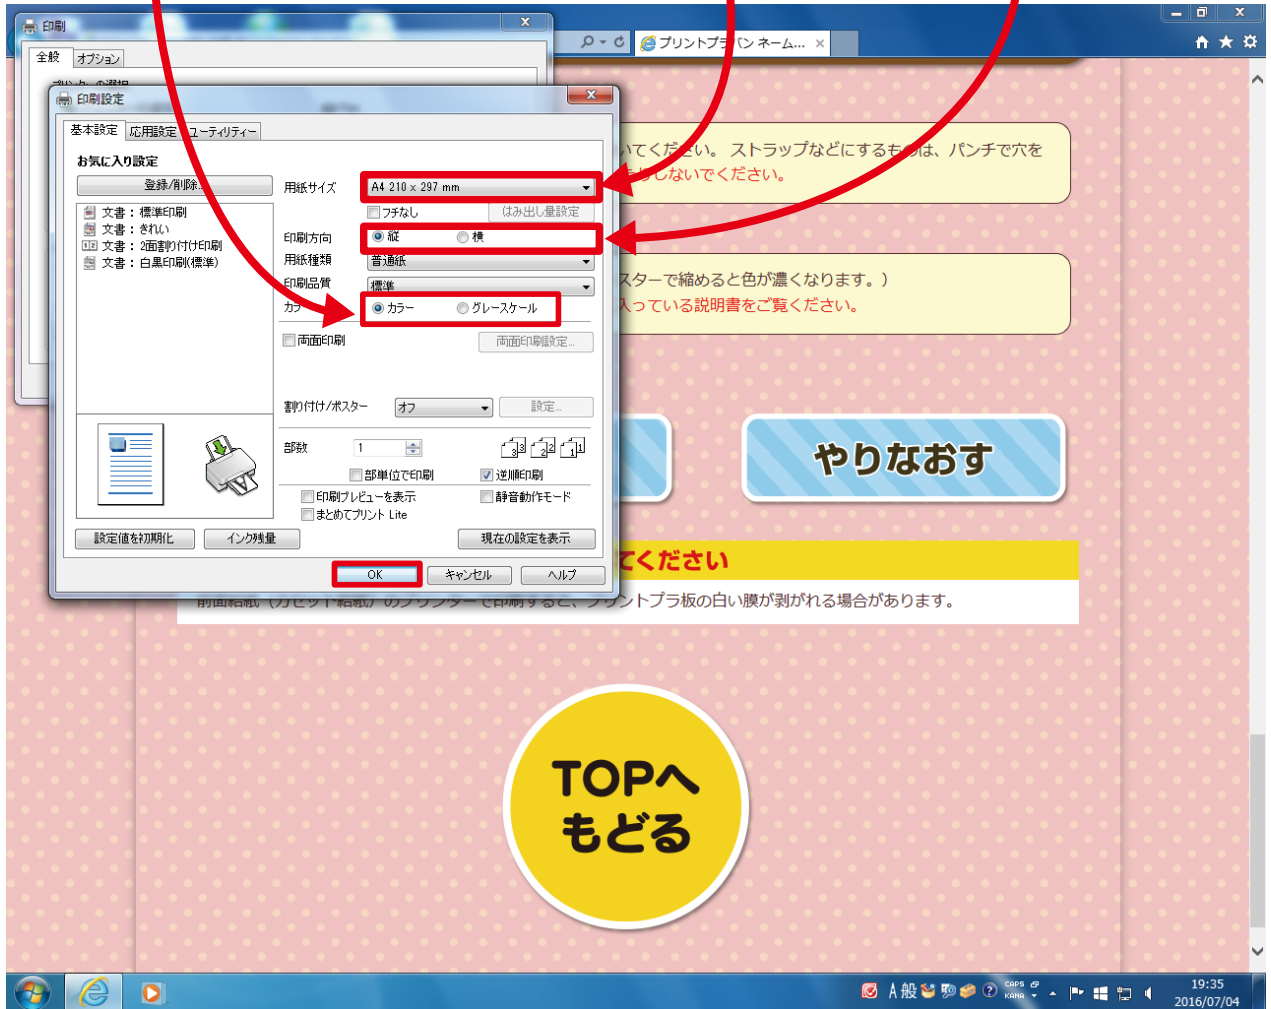 印刷
x
全般
オプション
プリントプラバン ネーム...
印刷設定
基本設定
応用設定
ユーティリティー
お気に入り設定
登録/削除...
文書：標準印刷
文書：きれい
文書：2面割り付け印刷
文書：白黒印刷(標準)
用紙サイズ
A4 210 x 297 mm
フチなし
はみ出し量設定
印刷方向
縦
横
用紙種類
普通紙
印刷品質
標準
カラー
カラー
グレースケール
両面印刷
両面印刷設定...
割り付け/ポスター
オフ
設定...
部数
1
部単位で印刷
逆順印刷
印刷プレビューを表示
静音動作モード
まとめてプリント Lite
設定値を初期化
インク残量
現在の設定を表示
OK
キャンセル
ヘルプ
いてください。 ストラップなどにするものは、パンチで穴を
しないでください。
スターで縮めると色が濃くなります。）
入っている説明書をご覧ください。
やりなおす
てください
前面給紙（カセット給紙）のプリンターで印刷すると、プリントプラ板の白い膜が剥がれる場合があります。
TOPへ
もどる
A 般
CAPS
KANA
19:35
2016/07/04